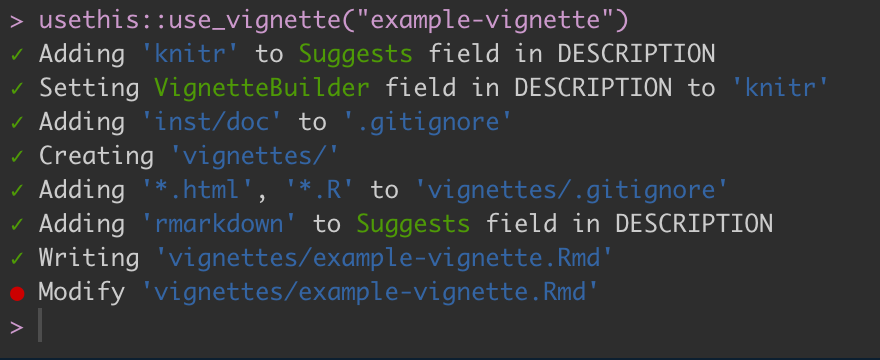 > usethis::use_vignette("example-vignette")
✓ Adding 'knitr' to Suggests field in DESCRIPTION
✓ Setting VignetteBuilder field in DESCRIPTION to 'knitr'
✓ Adding 'inst/doc' to '.gitignore'
✓ Creating 'vignettes/'
✓ Adding '*.html', '*.R' to 'vignettes/.gitignore'
✓ Adding 'rmarkdown' to Suggests field in DESCRIPTION
✓ Writing 'vignettes/example-vignette.Rmd'
● Modify 'vignettes/example-vignette.Rmd'
>